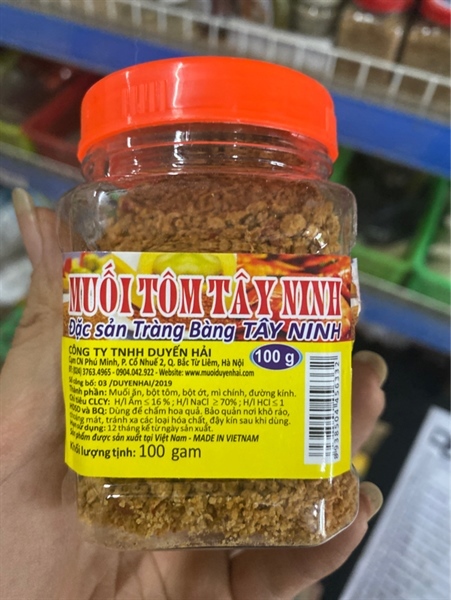 MUỐI TÔM TÂY NINH
Đặc sản Tràng Bàng TÂY NINH
CÔNG TY TNHH DUYÊN HẢI
100 g
Cụm CN Phú Minh, P. Cổ Nhuế 2, Q. Bắc Từ Liêm, Hà Nội
(024) 3763.4965 - 0904.042.922 - Website: www.muoiduyenhai.com
số: 03 /DUYENHAI/2019
Thành phần: Muối ăn, bột tôm, bột ớt, mì chính, đường kính.
Chỉ tiêu CLCY: H/l Ẩm ≤ 16 % ; H/l NaCl ≥ 70% ; H/l HCl ≤ 1
HDSD và BQ: Dùng để chấm hoa quả. Bảo quản nơi khô ráo,
thoáng mát, tránh xa các loại hóa chất, đậy kín sau khi dùng.
sử dụng: 12 tháng kể từ ngày sản xuất.
Sản phẩm được sản xuất tại Việt Nam - MADE IN VIETNAM
Khối lượng tịnh: 100 gam